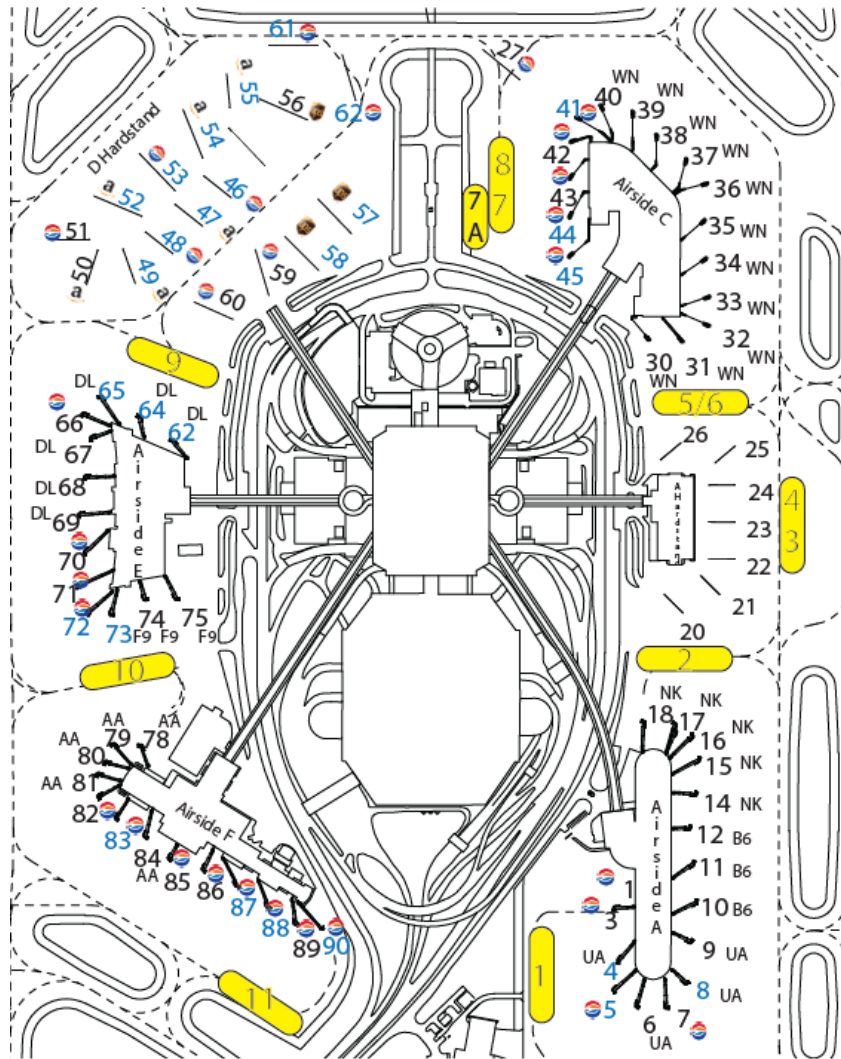 61
27
WN
a
55
56
62
41
40
WN
39
WN
38
37
WN
36 WN
D Hardstand
a
54
53
46
a
52
47
a
57
48
58
8
7
7
A
42
43
44
45
Airside C
35
WN
34
WN
33
WN
32
WN
51
50
a
49
a
59
60
30
WN
31
WN
9
5/6
DL
65
DL
64
DL
62
66
DL
67
DL 68
DL
69
70
71
72
73
74
75
F9
F9
F9
Airside E
26
25
24
23
22
21
20
A Hardstand
4
3
10
2
AA
79
AA
78
AA
80
AA
81
82
83
84
AA
85
86
87
88
89
90
Airside F
11
NK
18
NK
17
NK
16
15 NK
14 NK
12 B6
11 B6
10 B6
9 UA
8 UA
7
6
UA
5
UA
4
3
1
Airside A
1